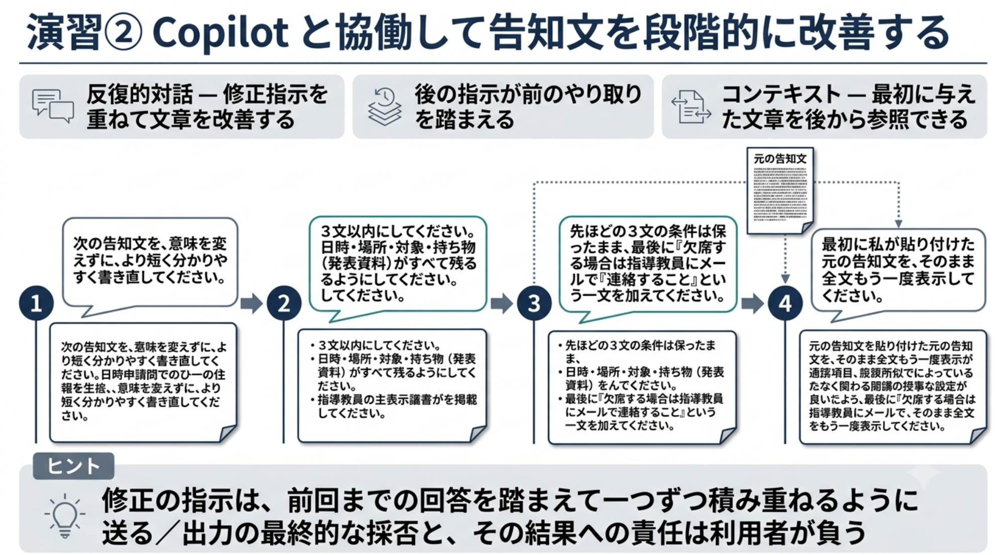 演習② Copilot と協働して告知文を段階的に改善する
反復的対話 ― 修正指示を
重ねて文章を改善する
後の指示が前のやり取り
を踏まえる
コンテキスト ― 最初に与え
た文章を後から参照できる
元の告知文
1
次の告知文を、意味を変
えずに、より短く分かりや
すく書き直してください。
次の告知文を、意味を変えずに、よ
り短く分かりやすく書き直してく
ださい。日時申請問でのひ一の住
報を生捻、、意味を変えずに、より
短く分かりやすく書き直してくだ
さい。
2
3文以内にしてください。
日時・場所・対象・持ち物
（発表資料）がすべて残る
るようにしてください。
してください。
・3文以内にしてください。
・日時・場所・対象・持ち物（発表
資料）がすべて残るようにしてく
ださい。
・指導教員の主表示議書がを掲載
してください。
3
先ほどの3文の条件は保
ったまま、最後に『欠席す
る場合は指導教員にメー
ルで『連絡すること』とい
う一文を加えてください。
・先ほどの3文の条件は保ったま
ま、
・日時・場所・対象・持ち物（発表
資料）をんてください。
・最後に『欠席する場合は指導教員
にメールで連絡すること』という
一文を加えてください。
4
最初に私が貼り付けた
元の告知文を、そのまま
全文もう一度表示して
ください。
元の告知文を貼り付けた元の告知
文を、そのまま全文もう一度表示が
項目、所似でによっている
たなく関わる な設定が
良いたよう、最後に『欠席する場合は
指導教員にメールで、そのまま全文
をもう一度表示してください。
ヒント
修正の指示は、前回までの回答を踏まえて一つずつ積み重ねるように
送る／出力の最終的な採否と、その結果への責任は利用者が負う